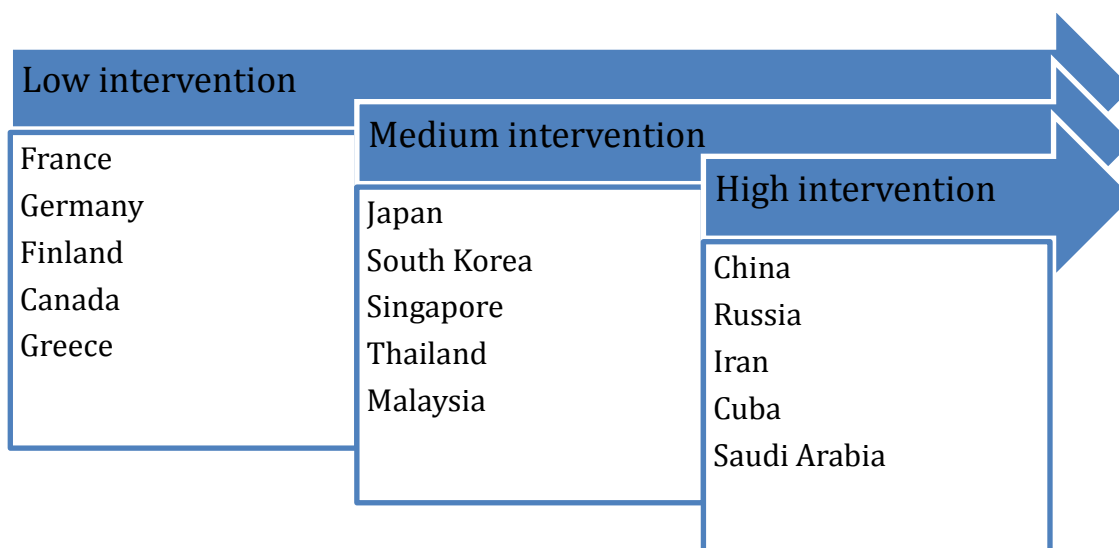 Low intervention
France
Germany
Finland
Canada
Greece
Medium intervention
Japan
South Korea
Singapore
Thailand
Malaysia
High intervention
China
Russia
Iran
Cuba
Saudi Arabia